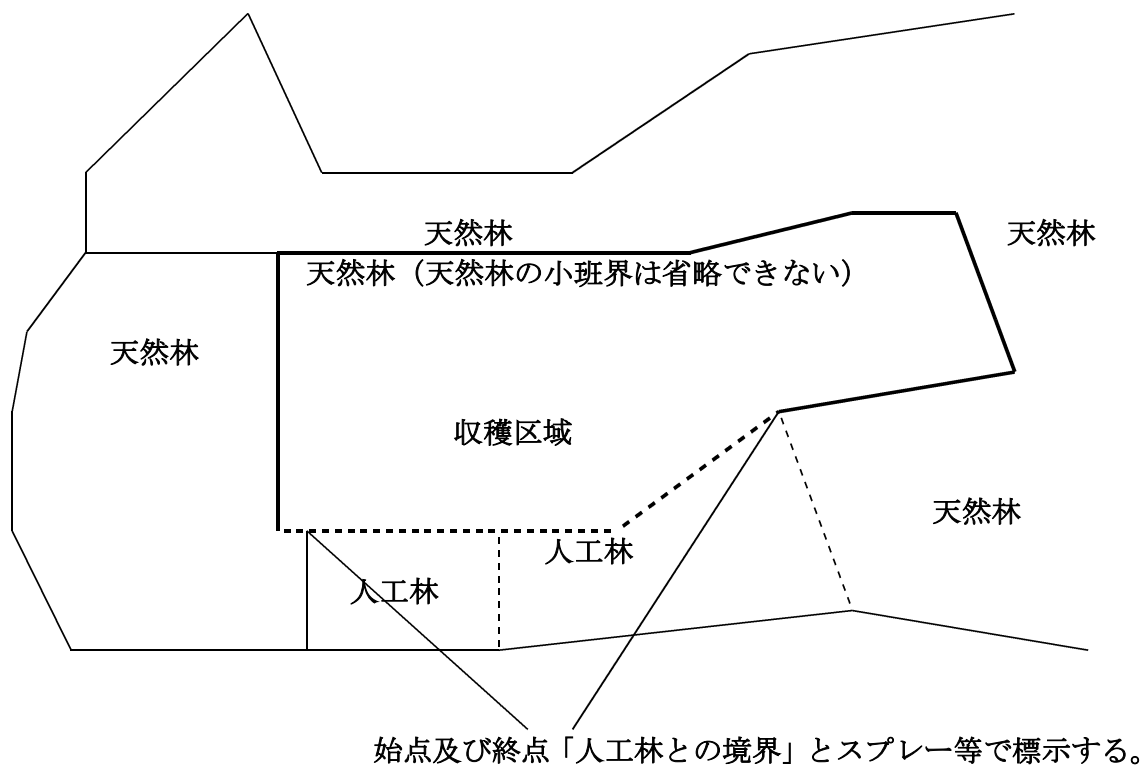 天然林
天然林
天然林（天然林の小班界は省略できない）
天然林
収穫区域
天然林
人工林
人工林
始点及び終点「人工林との境界」とスプレー等で標示する。